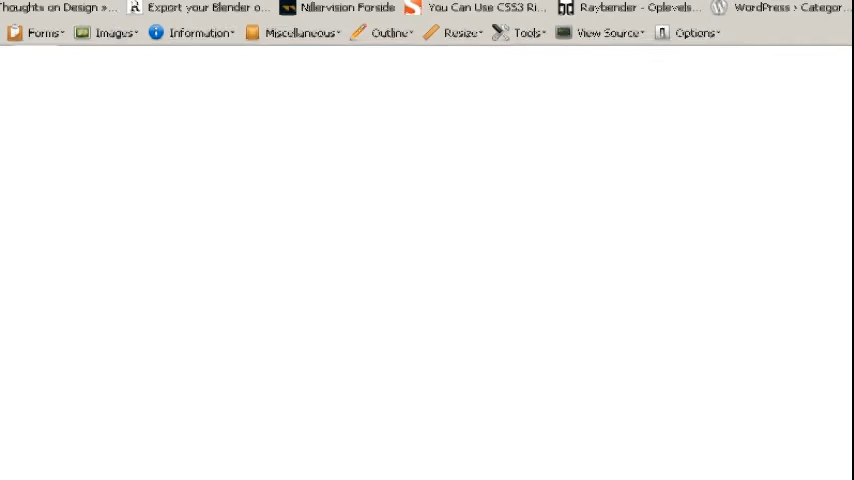 Thoughts on Design »... Export your Blender o... Nillervision Forside You Can Use CSS3 Ri... Raybender - Oplevels... WordPress › Categor...
Forms Images Information Miscellaneous Outline Resize Tools View Source Options